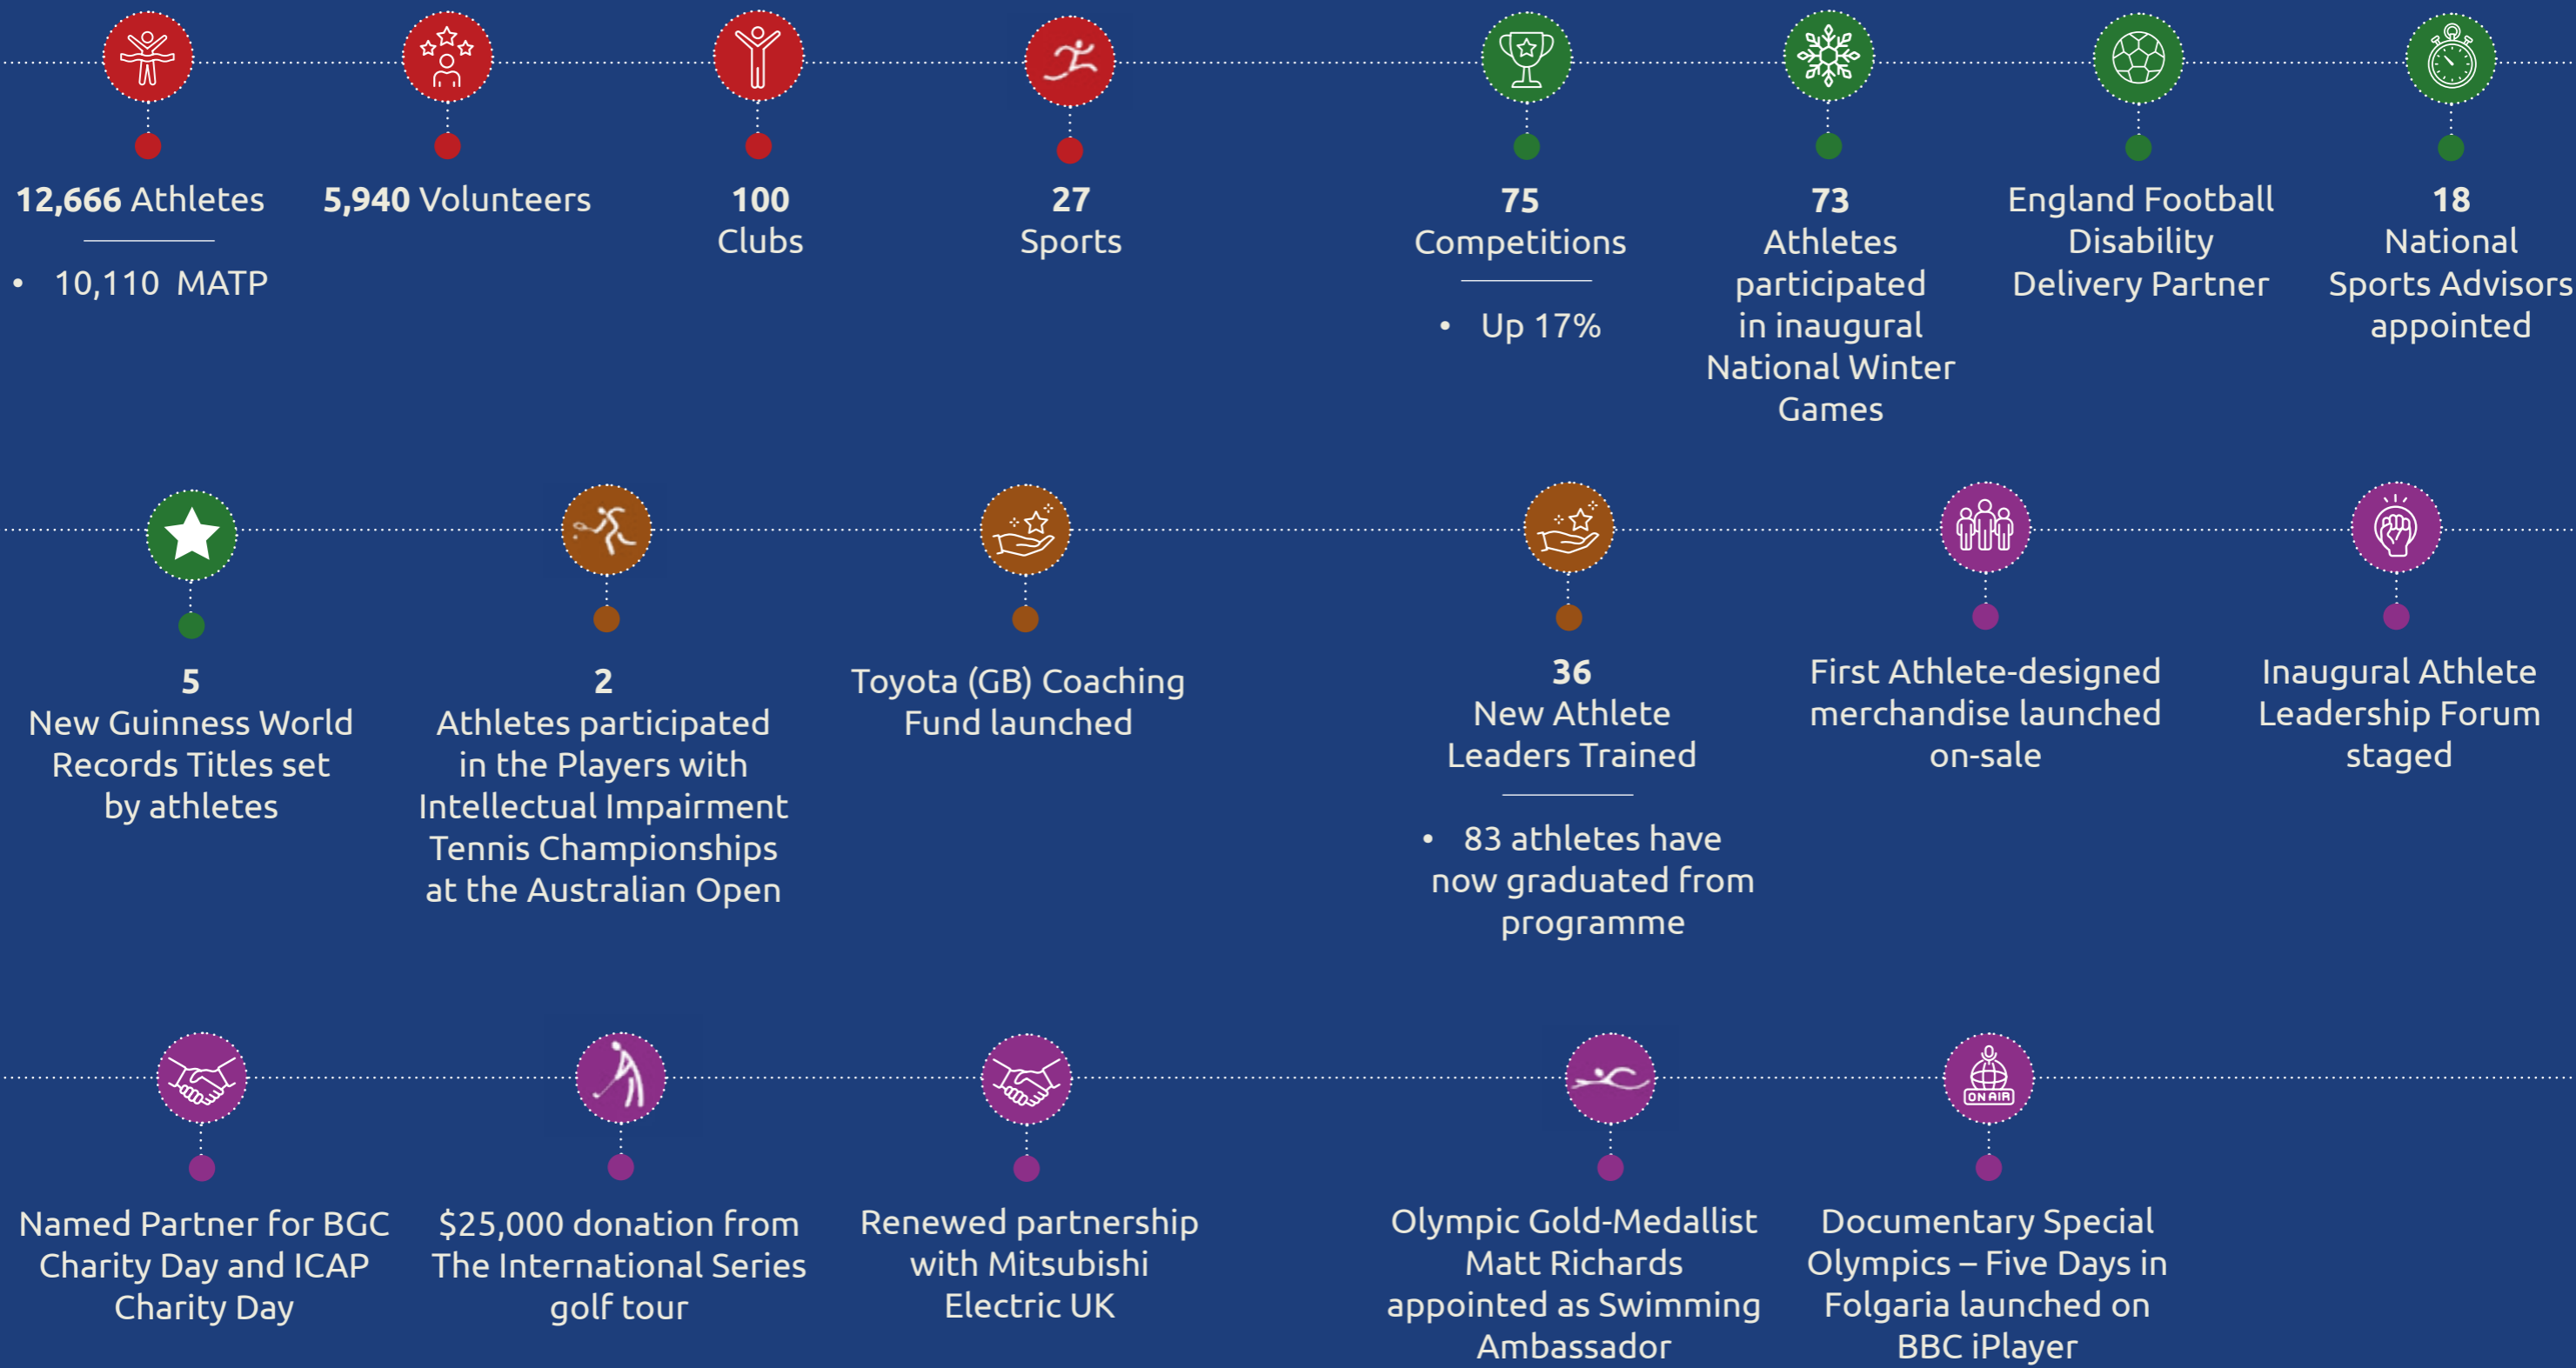 12,666 Athletes
• 10,110 MATP
5,940 Volunteers
100
Clubs
27
Sports
75
Competitions
• Up 17%
73
Athletes
participated
in inaugural
National Winter
Games
England Football
Disability
Delivery Partner
18
National
Sports Advisors
appointed
5
New Guinness World
Records Titles set
by athletes
2
Athletes participated
in the Players with
Intellectual Impairment
Tennis Championships
at the Australian Open
Toyota (GB) Coaching
Fund launched
36
New Athlete
Leaders Trained
• 83 athletes have
now graduated from
programme
First Athlete-designed
merchandise launched
on-sale
Inaugural Athlete
Leadership Forum
staged
Named Partner for BGC
Charity Day and ICAP
Charity Day
$25,000 donation from
The International Series
golf tour
Renewed partnership
with Mitsubishi
Electric UK
Olympic Gold-Medallist
Matt Richards
appointed as Swimming
Ambassador
ON AIR
Documentary Special
Olympics – Five Days in
Folgaria launched on
BBC iPlayer